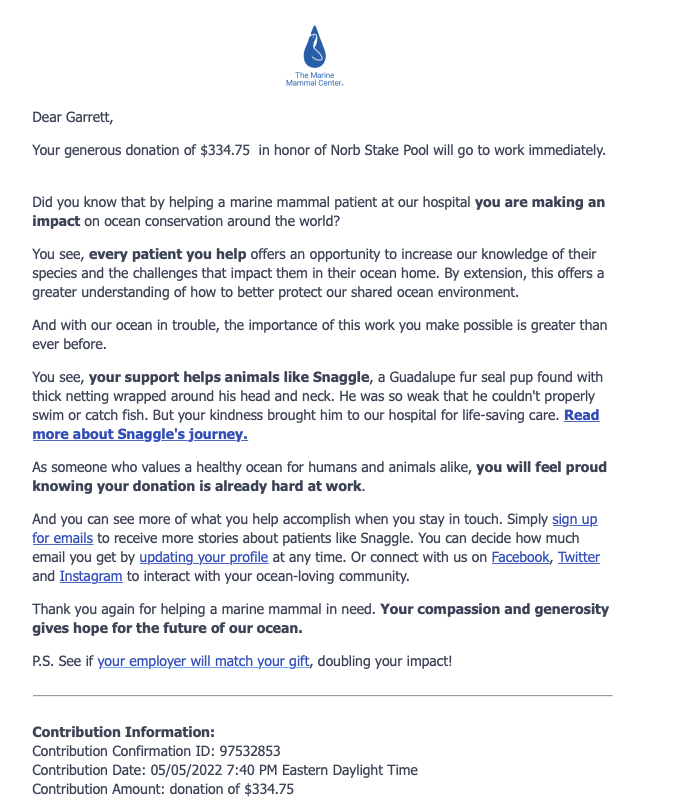 The Marine
Mammal Center®
Dear Garrett,
Your generous donation of $334.75  in honor of Norb Stake Pool will go to work immediately.
Did you know that by helping a marine mammal patient at our hospital you are making an
impact on ocean conservation around the world?
You see, every patient you help offers an opportunity to increase our knowledge of their
species and the challenges that impact them in their ocean home. By extension, this offers a
greater understanding of how to better protect our shared ocean environment.
And with our ocean in trouble, the importance of this work you make possible is greater than
ever before.
You see, your support helps animals like Snaggle, a Guadalupe fur seal pup found with
thick netting wrapped around his head and neck. He was so weak that he couldn't properly
swim or catch fish. But your kindness brought him to our hospital for life-saving care. Read
more about Snaggle's journey.
As someone who values a healthy ocean for humans and animals alike, you will feel proud
knowing your donation is already hard at work.
And you can see more of what you help accomplish when you stay in touch. Simply sign up
for emails to receive more stories about patients like Snaggle. You can decide how much
email you get by updating your profile at any time. Or connect with us on Facebook, Twitter
and Instagram to interact with your ocean-loving community.
Thank you again for helping a marine mammal in need. Your compassion and generosity
gives hope for the future of our ocean.
P.S. See if your employer will match your gift, doubling your impact!
Contribution Information:
Contribution Confirmation ID: 97532853
Contribution Date: 05/05/2022 7:40 PM Eastern Daylight Time
Contribution Amount: donation of $334.75